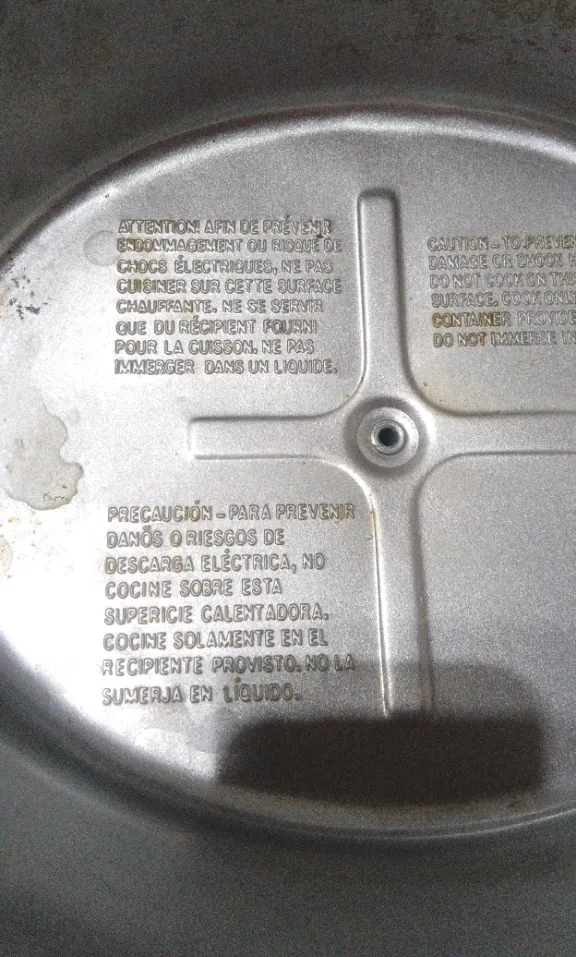 ATTENTION! AFIN DE PRÉVENIR
ENDOMMAGEMENT OU RISQUE DE
CHOCS ÉLECTRIQUES, NE PAS
CUISINER SUR CETTE SURFACE
CHAUFFANTE. NE SE SERVIR
QUE DU RÉCIPIENT FOURNI
POUR LA CUISSON. NE PAS
IMMERGER DANS UN LIQUIDE.
CAUTION - TO PREVEN
DAMAGE OR SHOCK
DO NOT COOK ON THI
SURFACE. COOK ONLY
CONTAINER PROVIDE
DO NOT IMMERSE IN
PRECAUCIÓN - PARA PREVENIR
DANÓS O RIESGOS DE
DESCARGA ELÉCTRICA, NO
COCINE SOBRE ESTA
SUPERICIE CALENTADORA.
COCINE SOLAMENTE EN EL
RECIPIENTE PROVISTO. NO LA
SUMERJA EN LÍQUIDO.